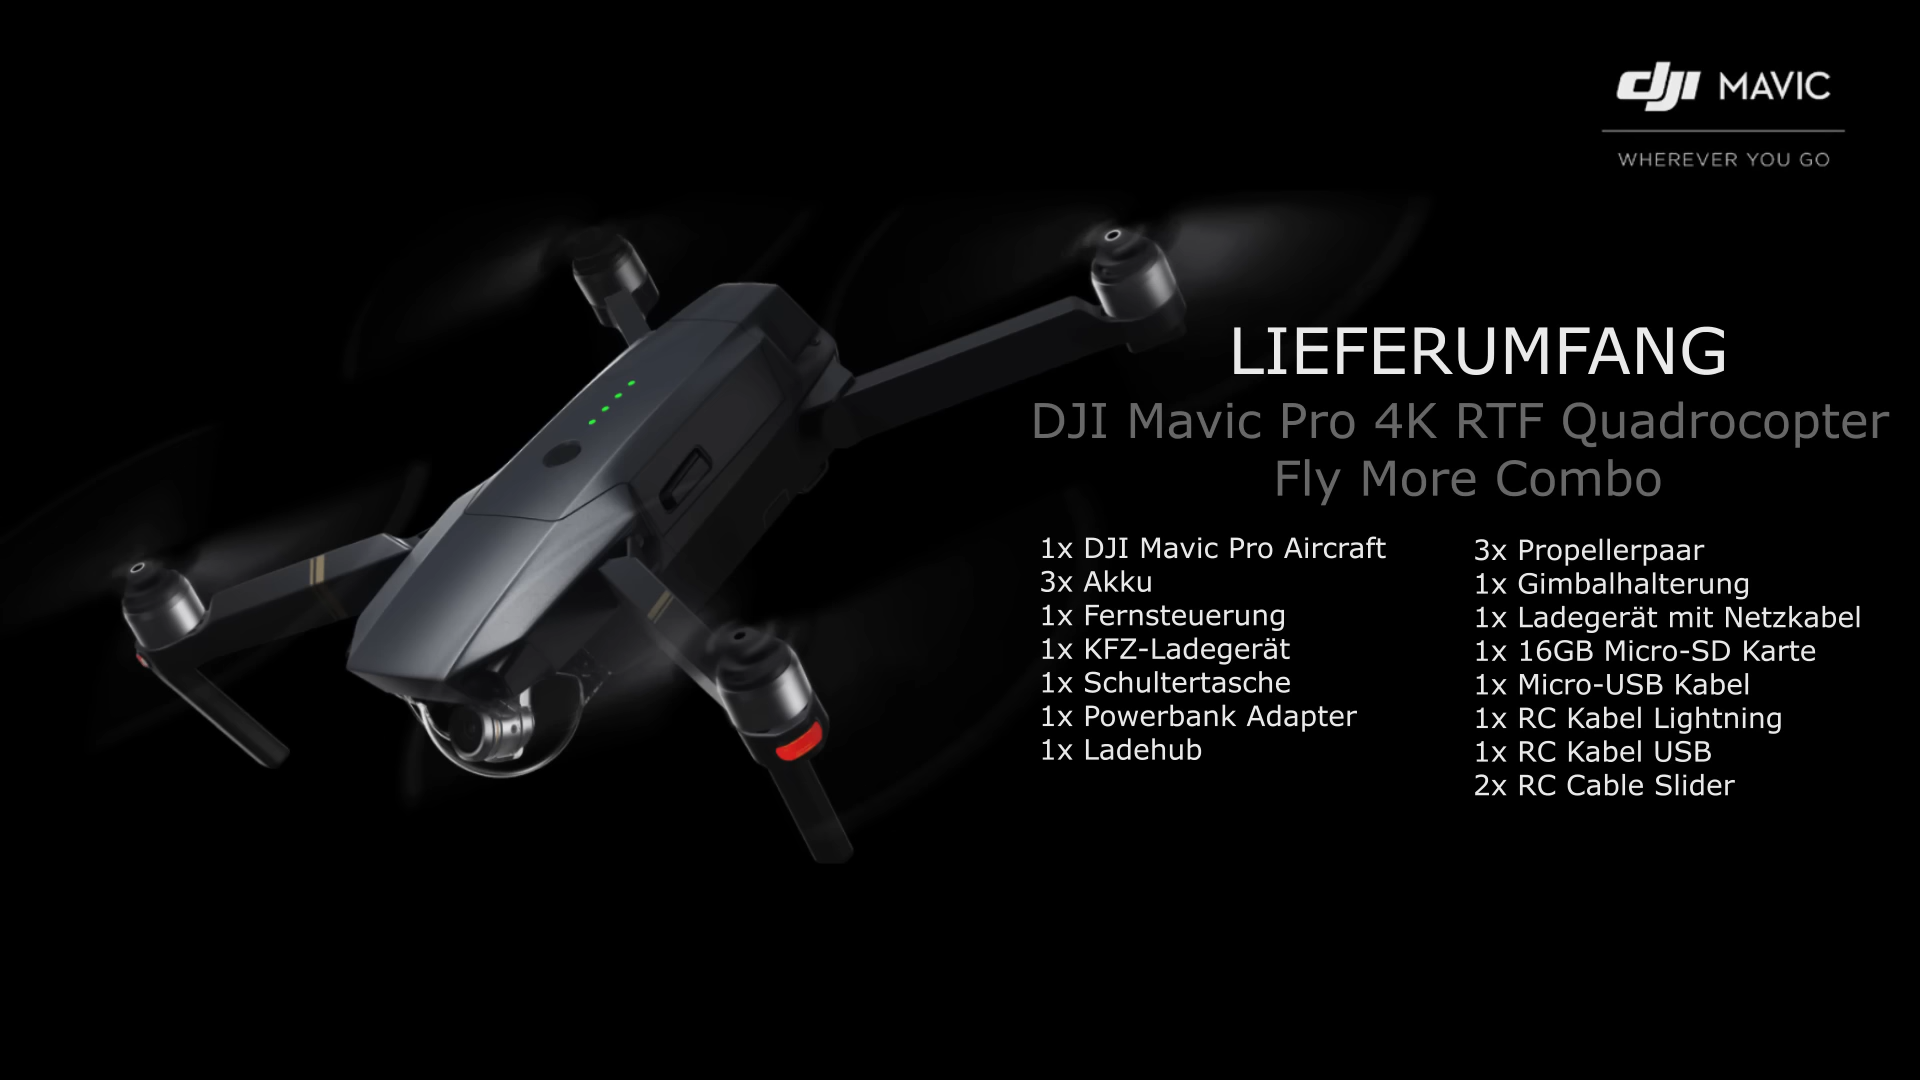 dji MAVIC
WHEREVER YOU GO
LIEFERUMFANG
DJI Mavic Pro 4K RTF Quadrocopter
Fly More Combo
1x DJI Mavic Pro Aircraft
3x Akku
1x Fernsteuerung
1x KFZ-Ladegerät
1x Schultertasche
1x Powerbank Adapter
1x Ladehub
3x Propellerpaar
1x Gimbalhalterung
1x Ladegerät mit Netzkabel
1x 16GB Micro-SD Karte
1x Micro-USB Kabel
1x RC Kabel Lightning
1x RC Kabel USB
2x RC Cable Slider